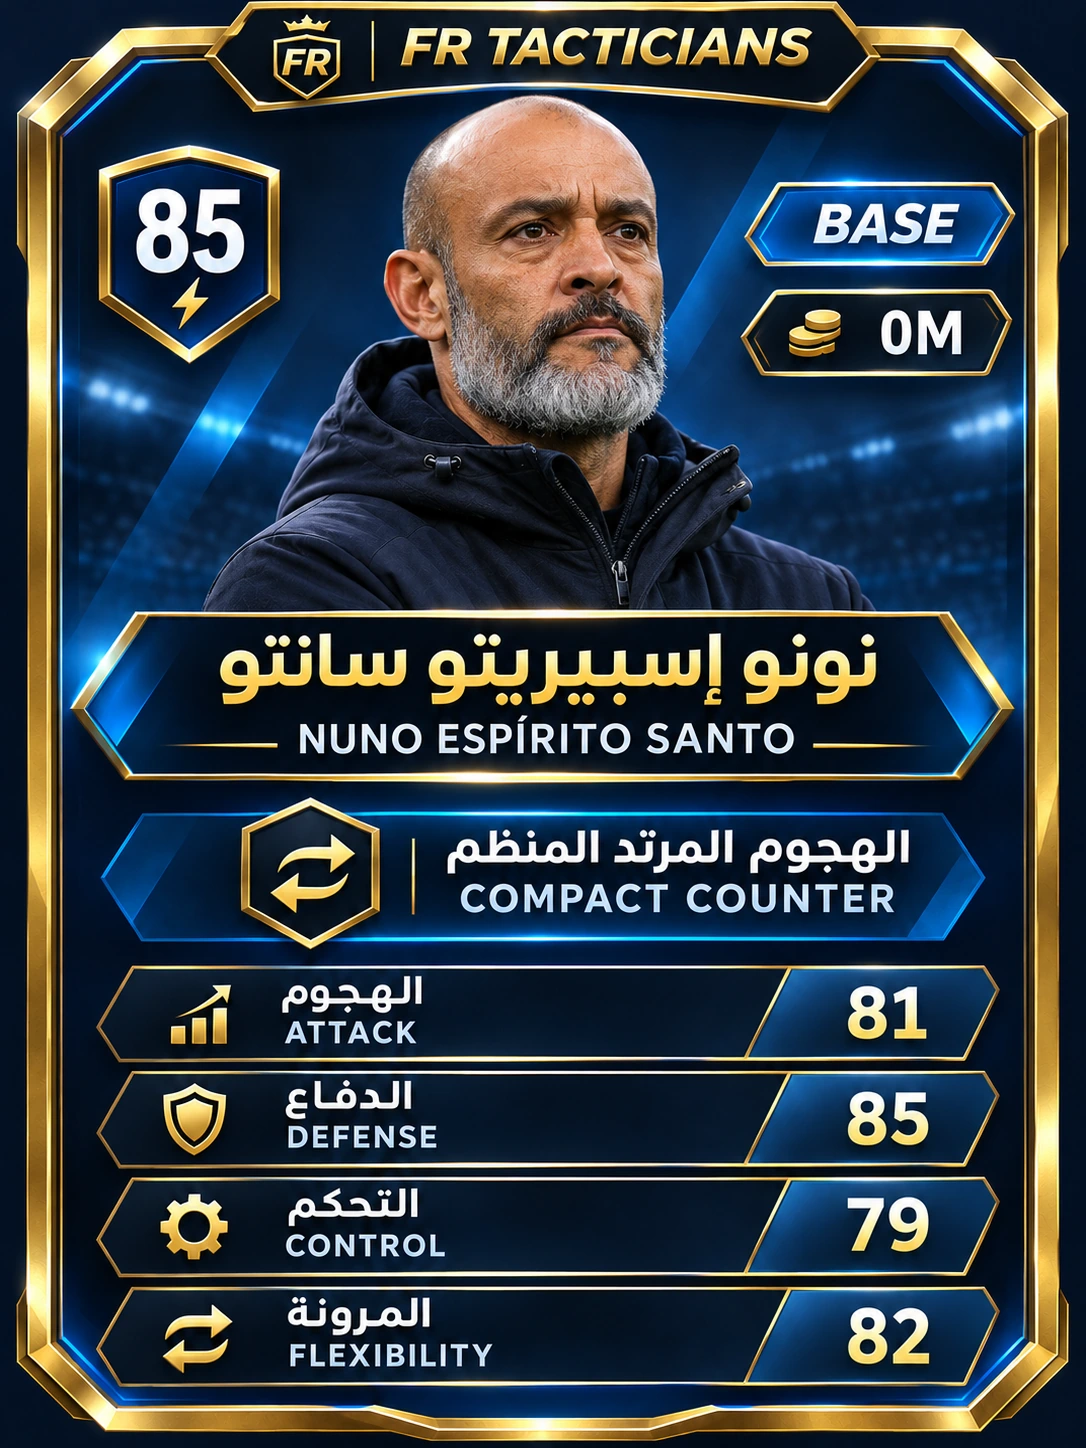 FR
FR TACTICIANS
85
BASE
0M
نونو إسبيريتو سانتو
NUNO ESPÍRITO SANTO
الهجوم المرتد المنظم
COMPACT COUNTER
الهجوم
ATTACK
81
الدفاع
DEFENSE
85
التحكم
CONTROL
79
المرونة
FLEXIBILITY
82